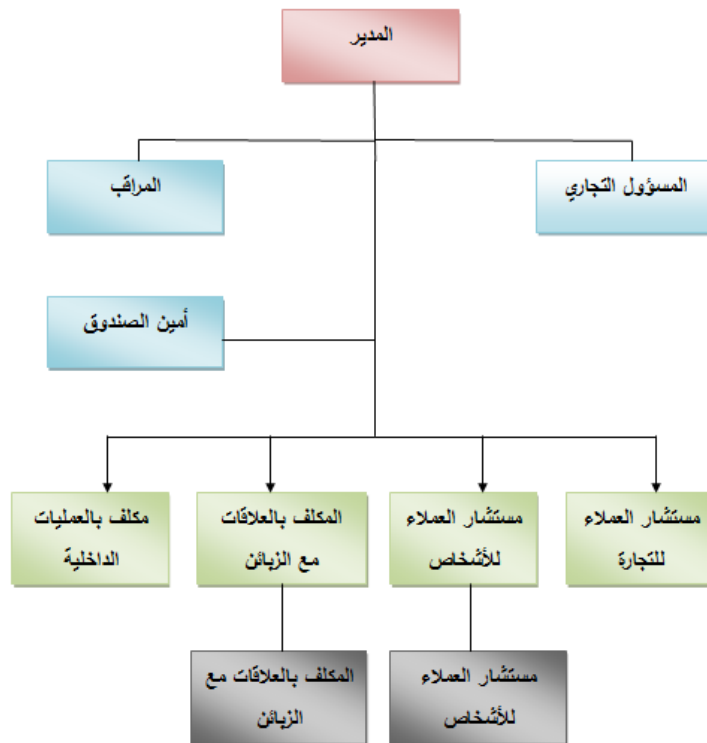 المدير
المسؤول التجاري
المراقب
أمين الصندوق
مستشار العملاء
للتجارة
مستشار العملاء
للأشخاص
المكلف بالعلاقات
مع الزبائن
مكلف بالعمليات
الداخلية
مستشار العملاء
للأشخاص
المكلف بالعلاقات مع
الزبائن